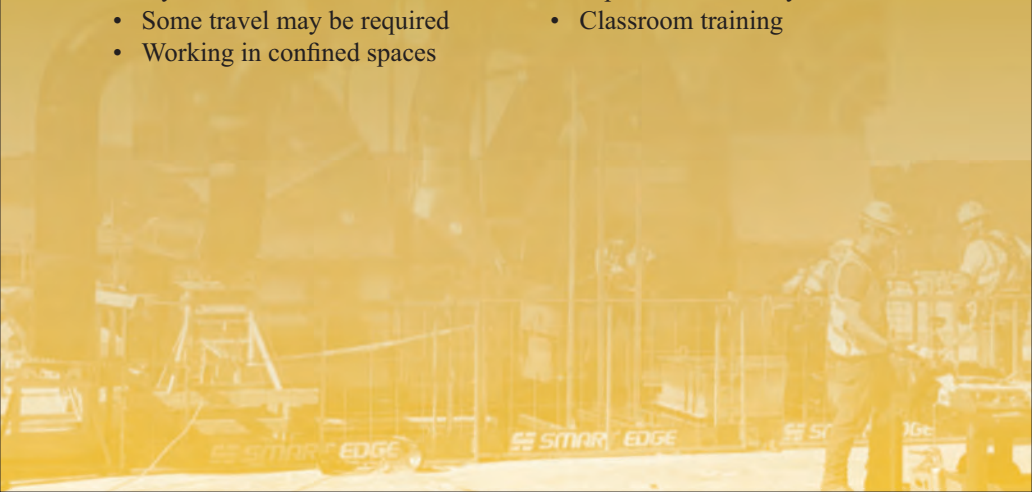 • Some travel may be required
• Working in confined spaces
• Classroom training
SMART EDGE
SMART EDGE